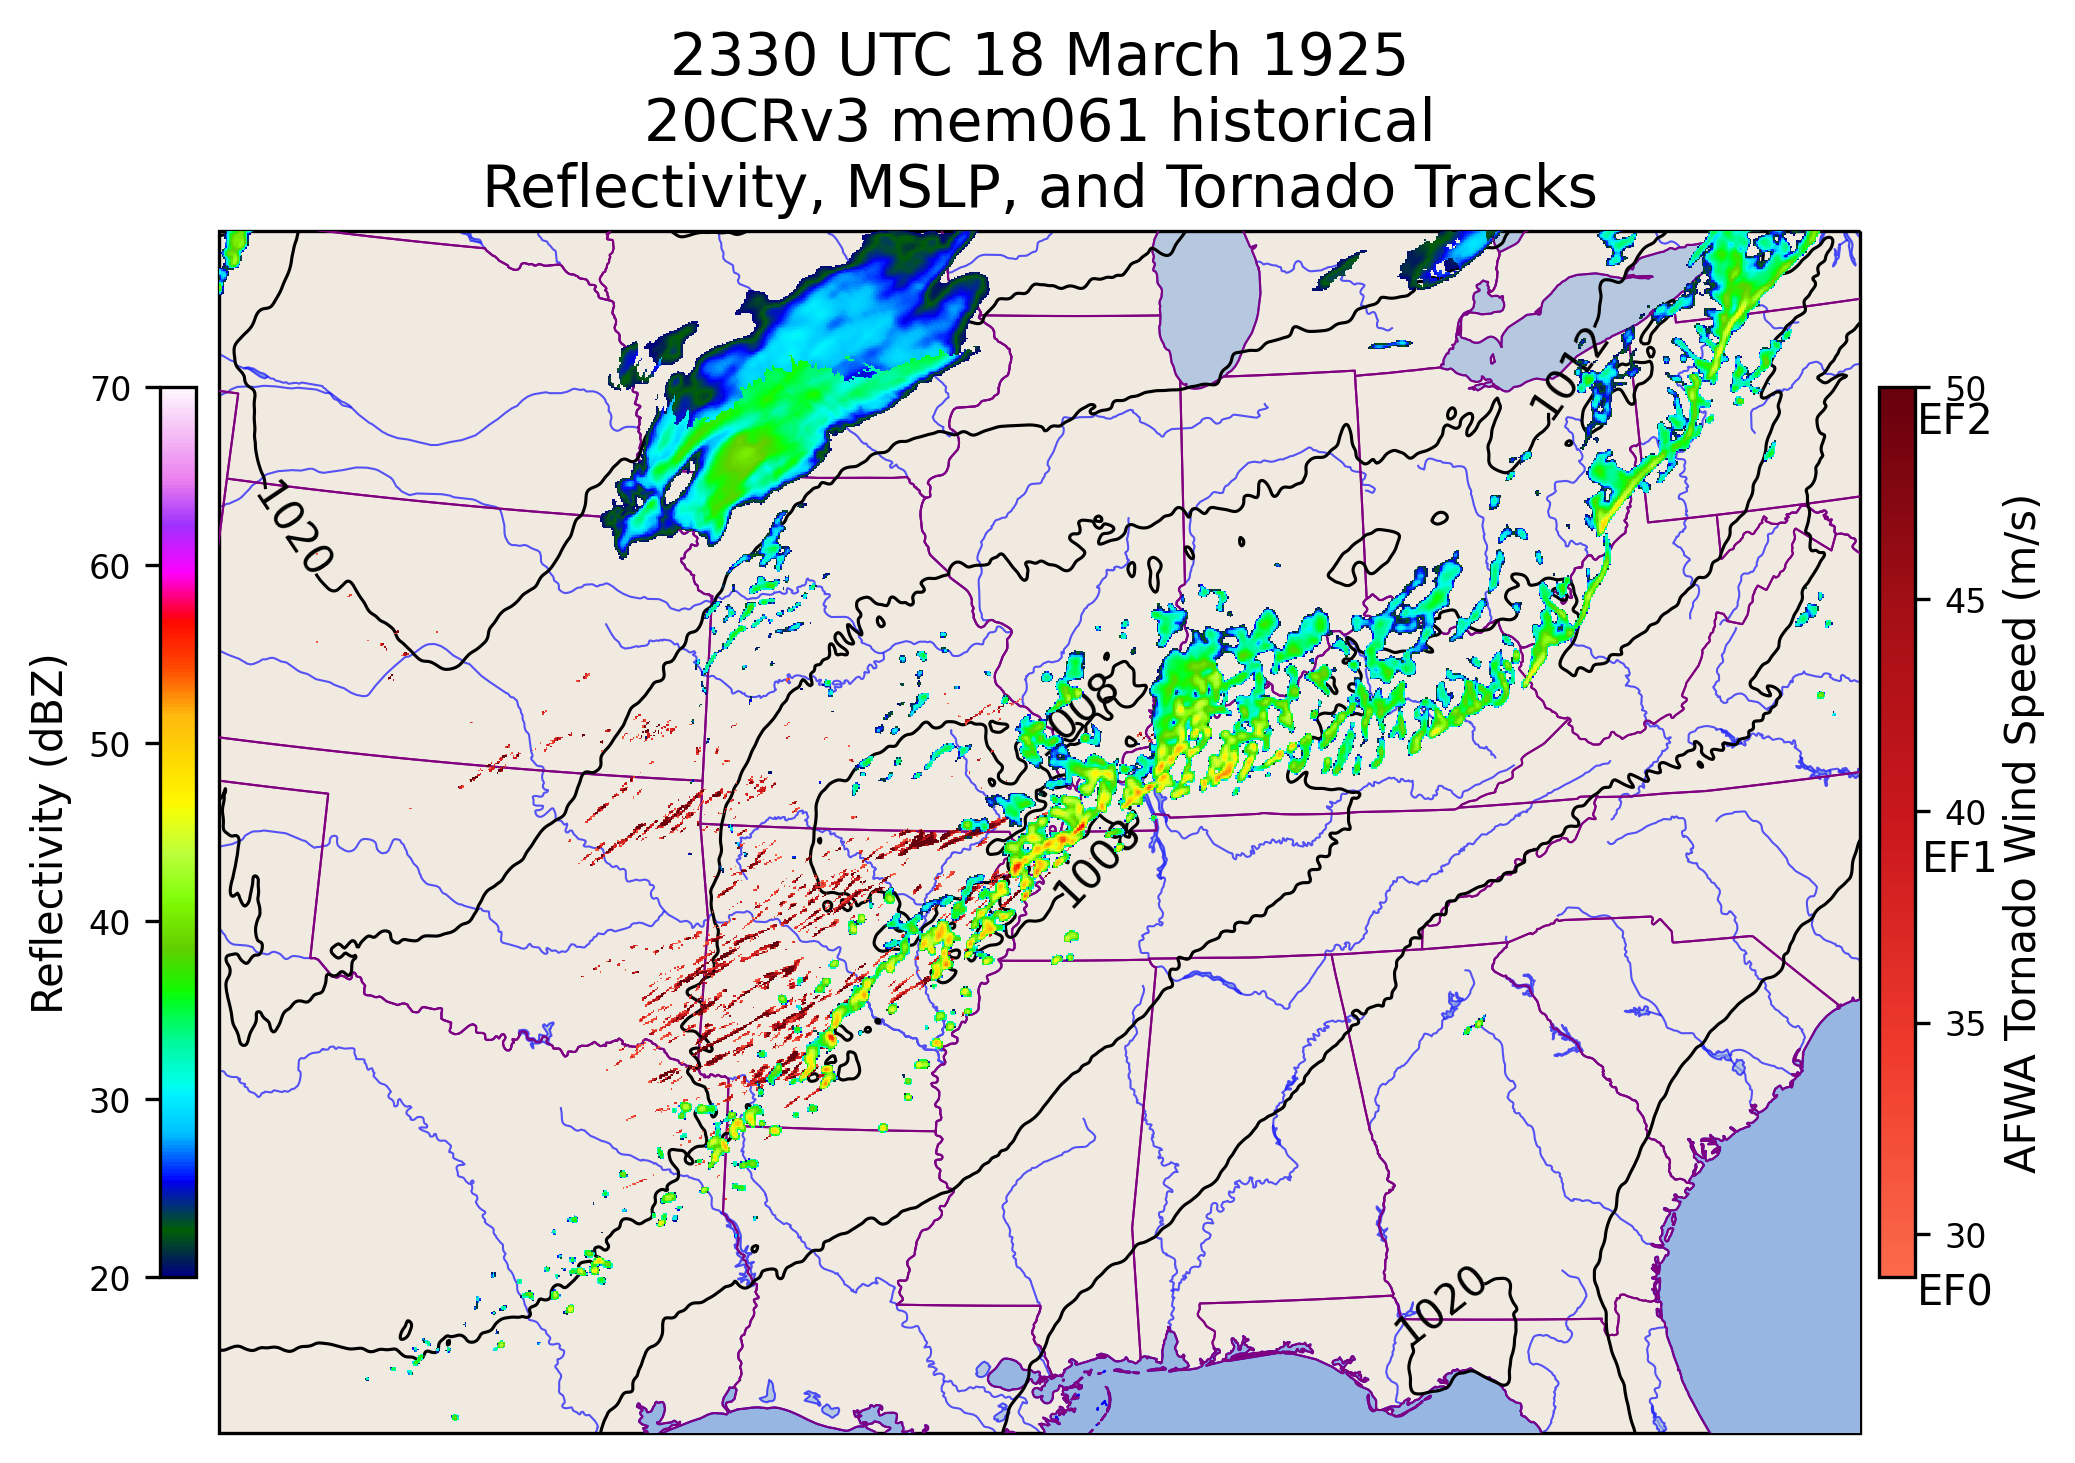 2330 UTC 18 March 1925
20CRv3 mem061 historical
Reflectivity, MSLP, and Tornado Tracks
70
60
50
40
30
20
Reflectivity (dBZ)
1012
1020
1008
1008
1020
50
EF2
45
40
EF1
35
30
EF0
AFWA Tornado Wind Speed (m/s)